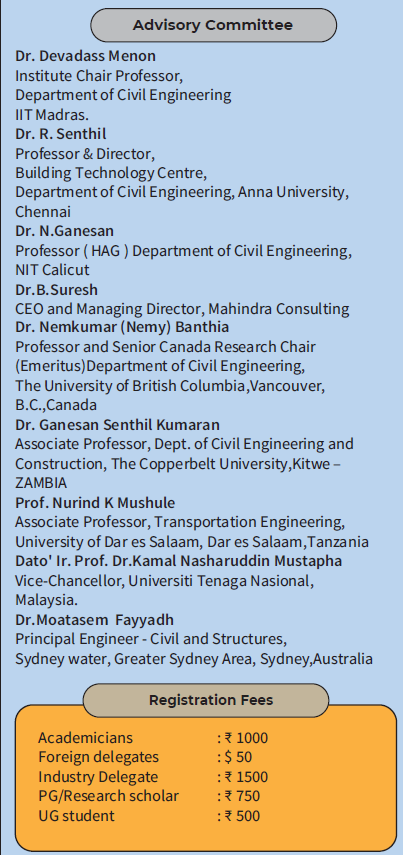 Advisory Committee
Dr. Devadass Menon
Institute Chair Professor,
Department of Civil Engineering
IIT Madras.
Dr. R. Senthil
Professor & Director,
Building Technology Centre,
Department of Civil Engineering, Anna University,
Chennai
Dr. N.Ganesan
Professor ( HAG ) Department of Civil Engineering,
NIT Calicut
Dr.B.Suresh
CEO and Managing Director, Mahindra Consulting
Dr. Nemkumar (Nemy) Banthia
Professor and Senior Canada Research Chair
(Emeritus)Department of Civil Engineering,
The University of British Columbia,Vancouver,
B.C.,Canada
Dr. Ganesan Senthil Kumaran
Associate Professor, Dept. of Civil Engineering and
Construction, The Copperbelt University,Kitwe –
ZAMBIA
Prof. Nurind K Mushule
Associate Professor, Transportation Engineering,
University of Dar es Salaam, Dar es Salaam,Tanzania
Dato' Ir. Prof. Dr.Kamal Nasharuddin Mustapha
Vice-Chancellor, Universiti Tenaga Nasional,
Malaysia.
Dr.Moatasem Fayyadh
Principal Engineer - Civil and Structures,
Sydney water, Greater Sydney Area, Sydney,Australia
Registration Fees
Academicians : ₹ 1000
Foreign delegates : $ 50
Industry Delegate : ₹ 1500
PG/Research scholar : ₹ 750
UG student : ₹ 500